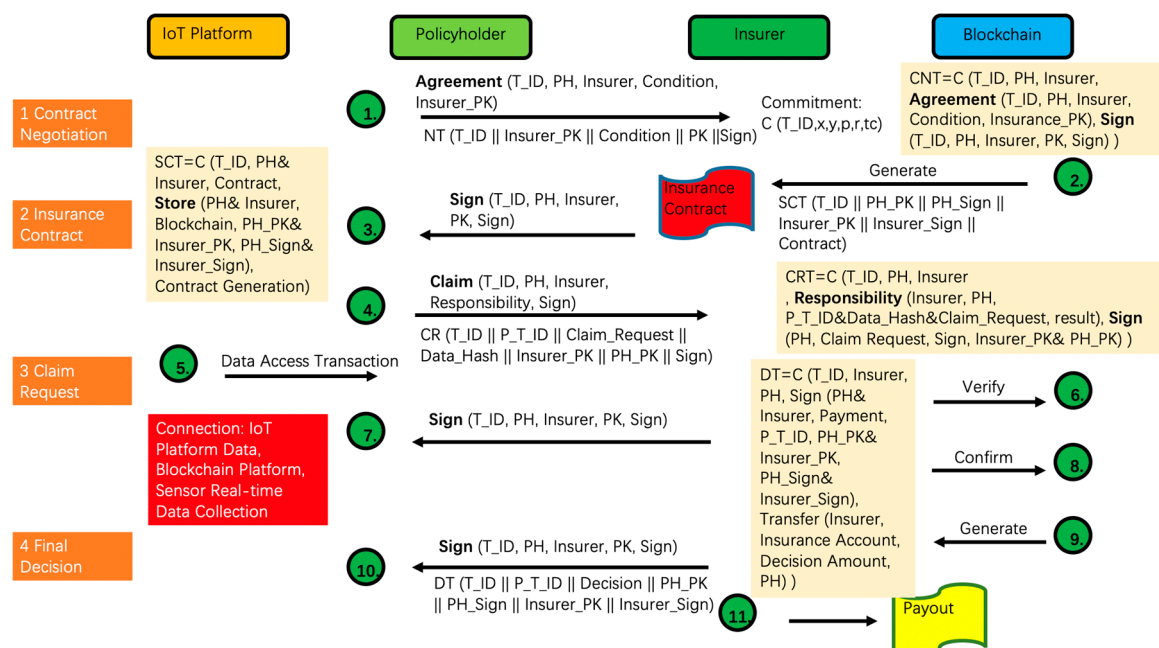 IoT Platform
Policyholder
Insurer
Blockchain
1 Contract
Negotiation
1.
Agreement (T_ID, PH, Insurer, Condition,
Insurer_PK)
NT (T_ID || Insurer_PK || Condition || PK ||Sign)
Commitment:
C (T_ID,x,y,p,r,tc)
CNT=C (T_ID, PH, Insurer,
Agreement (T_ID, PH, Insurer,
Condition, Insurance_PK), Sign
(T_ID, PH, Insurer, PK, Sign) )
2 Insurance
Contract
SCT=C (T_ID, PH&
Insurer, Contract,
Store (PH& Insurer,
Blockchain, PH_PK&
Insurer_PK, PH_Sign&
Insurer_Sign),
Contract Generation)
Generate
2.
SCT (T_ID || PH_PK || PH_Sign ||
Insurer_PK || Insurer_Sign ||
Contract)
Insurance
Contract
3.
Sign (T_ID, PH, Insurer,
PK, Sign)
4.
Claim (T_ID, PH, Insurer,
Responsibility, Sign)
CR (T_ID || P_T_ID || Claim_Request ||
Data_Hash || Insurer_PK || PH_PK || Sign)
CRT=C (T_ID, PH, Insurer
, Responsibility (Insurer, PH,
P_T_ID&Data_Hash&Claim_Request, result), Sign
(PH, Claim Request, Sign, Insurer_PK& PH_PK) )
3 Claim
Request
5.
Data Access Transaction
Connection: IoT
Platform Data,
Blockchain Platform,
Sensor Real-time
Data Collection
DT=C (T_ID, Insurer,
PH, Sign (PH&
Insurer, Payment,
P_T_ID, PH_PK&
Insurer_PK,
PH_Sign&
Insurer_Sign),
Transfer (Insurer,
Insurance Account,
Decision Amount,
PH) )
Verify
6.
7.
Sign (T_ID, PH, Insurer, PK, Sign)
Confirm
8.
Generate
9.
4 Final
Decision
10.
Sign (T_ID, PH, Insurer, PK, Sign)
DT (T_ID || P_T_ID || Decision || PH_PK
|| PH_Sign || Insurer_PK || Insurer_Sign)
11.
Payout